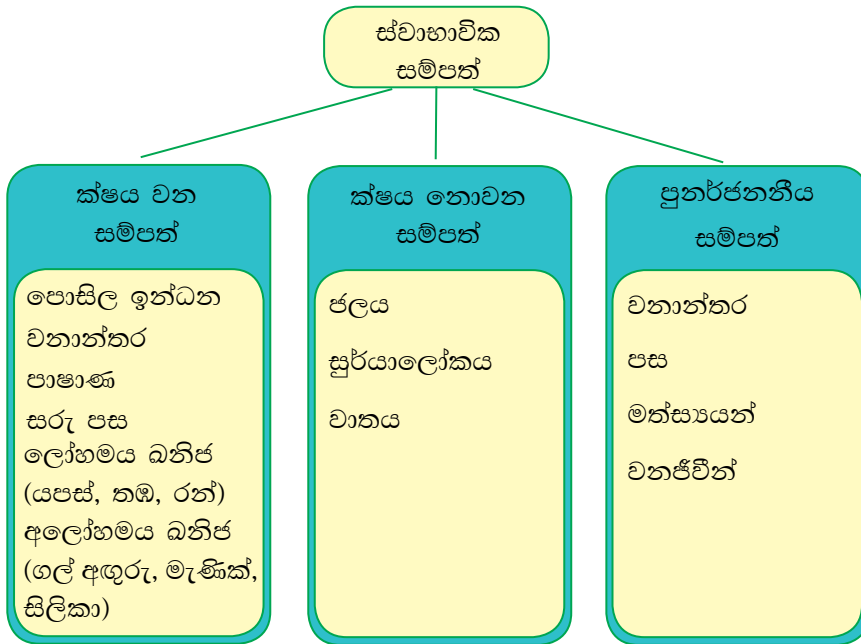 ස්වාභාවික
සම්පත්
ක්ෂය වන
සම්පත්
පොසිල ඉන්ධන
වනාන්තර
පාෂාණ
සරු පස
ලෝහමය ඛනිජ
(යපස්, තඹ, රන්)
අලෝහමය ඛනිජ
(ගල් අඟුරු, මැණික්,
සිලිකා)
ක්ෂය නොවන
සම්පත්
ජලය
සුර්යාලෝකය
වාතය
පුනර්ජනනීය
සම්පත්
වනාන්තර
පස
මත්ස්‍යයන්
වනජීවීන්